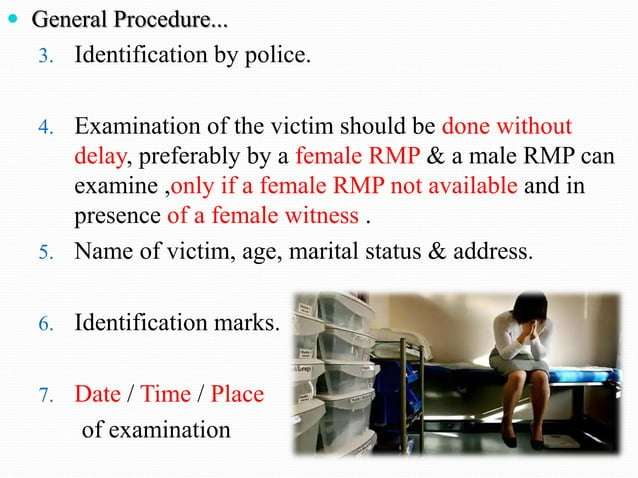 General Procedure...
3. Identification by police.
4. Examination of the victim should be done without
delay, preferably by a female RMP & a male RMP can
examine ,only if a female RMP not available and in
presence of a female witness .
5. Name of victim, age, marital status & address.
6. Identification marks.
7. Date / Time / Place
of examination